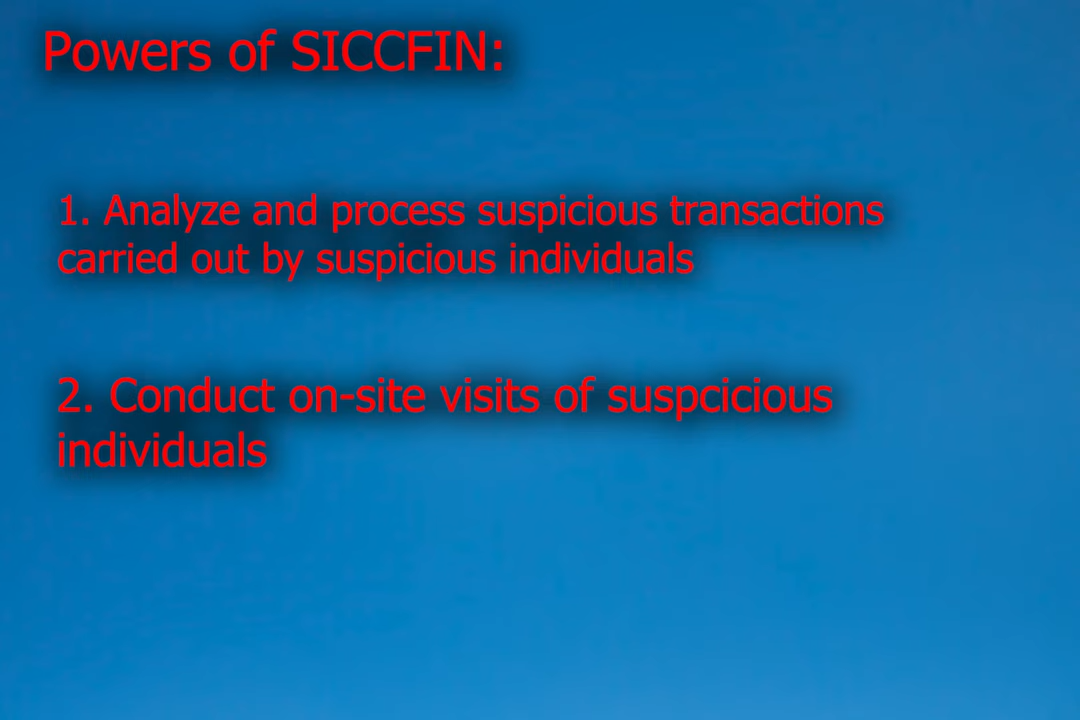 Powers of SICCFIN:
1. Analyze and process suspicious transactions
carried out by suspicious individuals
2. Conduct on-site visits of suspcicious
individuals